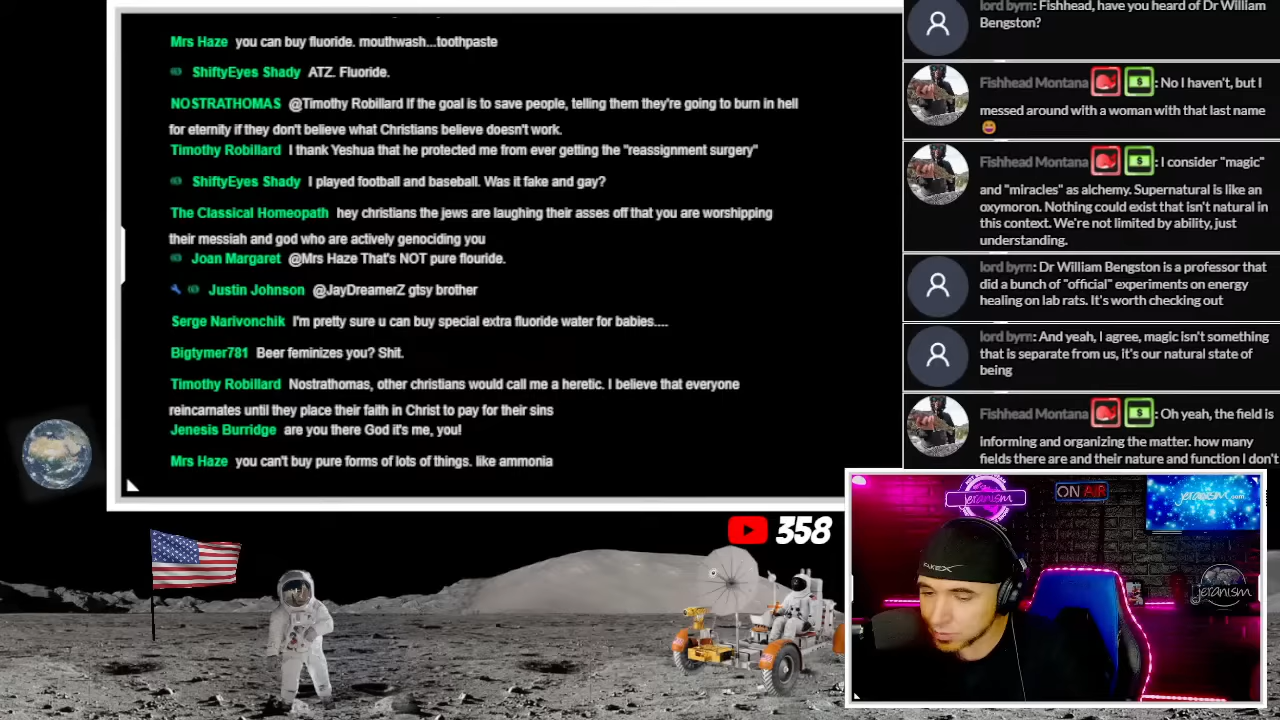 Mrs Haze you can buy fluoride. mouthwash...toothpaste
ShiftyEyes Shady ATZ. Fluoride.
NOSTRATHOMAS @Timothy Robillard If the goal is to save people, telling them they're going to burn in hell
for eternity if they don't believe what Christians believe doesn't work.
Timothy Robillard I thank Yeshua that he protected me from ever getting the "reassignment surgery"
ShiftyEyes Shady I played football and baseball. Was it fake and gay?
The Classical Homeopath hey christians the jews are laughing their asses off that you are worshipping
their messiah and god who are actively genociding you
Joan Margaret @Mrs Haze That's NOT pure flouride.
Justin Johnson @JayDreamerZ gtsy brother
Serge Narivonchik I'm pretty sure u can buy special extra fluoride water for babies....
Bigtymer781 Beer feminizes you? Shit.
Timothy Robillard Nostrathomas, other christians would call me a heretic. I believe that everyone
reincarnates until they place their faith in Christ to pay for their sins
Jenesis Burridge are you there God it's me, you!
Mrs Haze you can't buy pure forms of lots of things. like ammonia
lord byrn: Fishhead, have you heard of Dr William
Bengston?
Fishhead Montana : No I haven't, but I
messed around with a woman with that last name
😄
Fishhead Montana : I consider "magic"
and "miracles" as alchemy. Supernatural is like an
oxymoron. Nothing could exist that isn't natural in
this context. We're not limited by ability, just
understanding.
lord byrn: Dr William Bengston is a professor that
did a bunch of "official" experiments on energy
healing on lab rats. It's worth checking out
lord byrn: And yeah, I agree, magic isn't something
that is separate from us, it's our natural state of
being
Fishhead Montana : Oh yeah, the field is
informing and organizing the matter. how many
fields there are and their nature and function I don't
358
jeranism
ON AIR
jeranism.com
FAKEX
jeranism